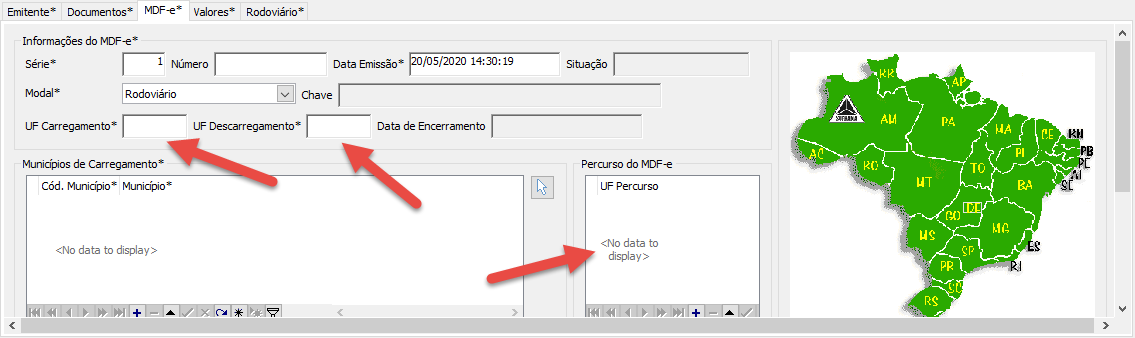 Emitente* Documentos* MDF-e* Valores* Rodoviário*
Informações do MDF-e*
Série* 1 Número Data Emissão* 20/05/2020 14:30:19 Situação
Modal* Rodoviário Chave
UF Carregamento* UF Descarregamento* Data de Encerramento
Municípios de Carregamento*
Cód. Município* Município*
<No data to display>
Percurso do MDF-e
UF Percurso
<No data to
display>
RR AP
AM PA MA CE RN
PB
PE
AL
SE
AC RO TO PI BA
MT
GO DF
MG
MS ES
SP RJ
PR
SC
RS